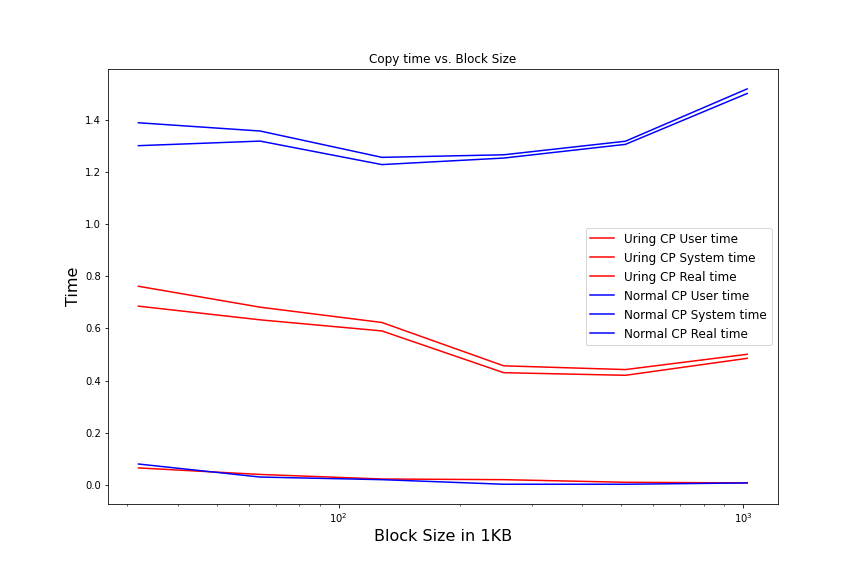 Copy time vs. Block Size
Time
1.4
1.2
1.0
0.8
0.6
0.4
0.2
0.0
Uring CP User time
Uring CP System time
Uring CP Real time
Normal CP User time
Normal CP System time
Normal CP Real time
10² 10³
Block Size in 1KB